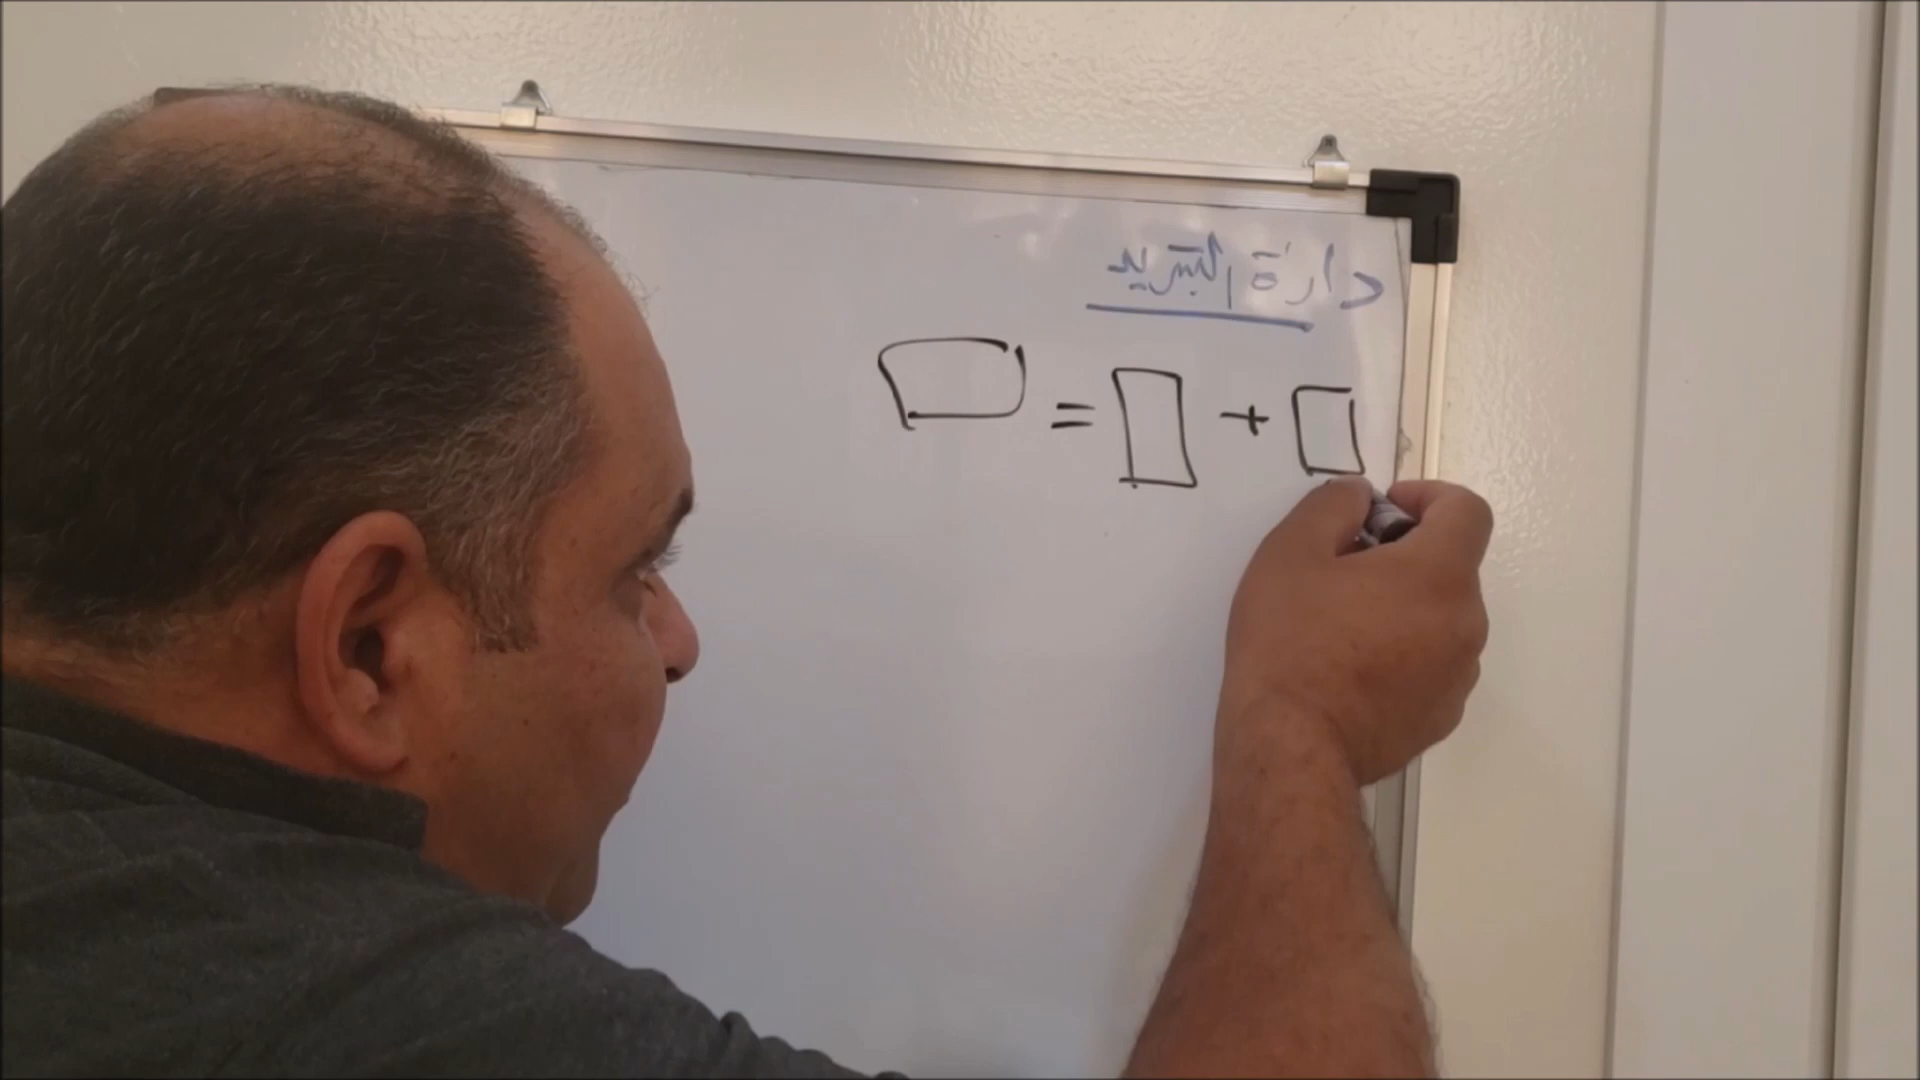 دارة التبريد
= +